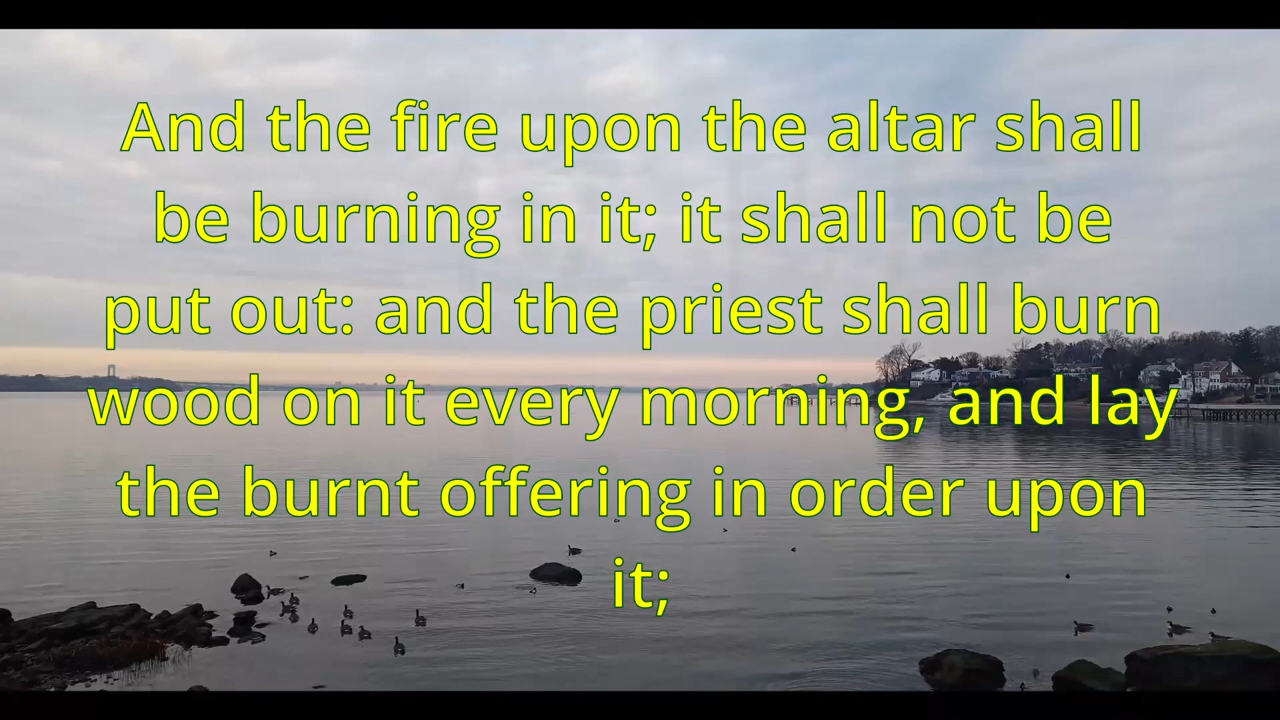 And the fire upon the altar shall
be burning in it; it shall not be
put out: and the priest shall burn
wood on it every morning, and lay
the burnt offering in order upon
it;